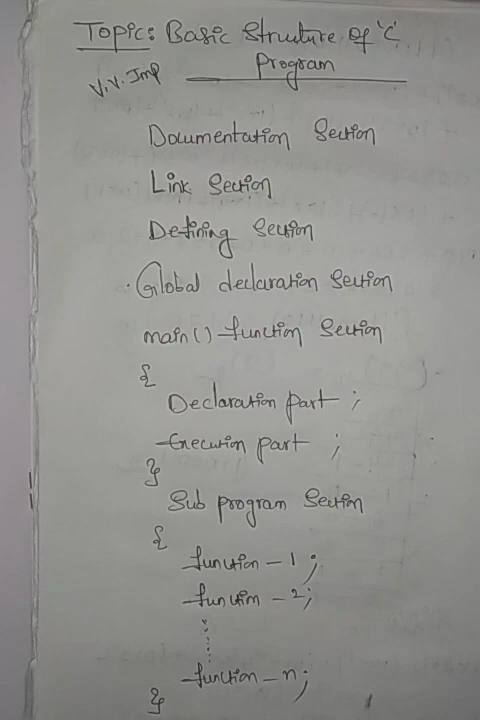 Topic: Basic Structure of 'C'
Program
V.V. Imp
Documentation Section
Link Section
Defining Section
Global declaration Section
main() function Section
{
Declaration part ;
Execution part ;
}
Sub program Section
{
function - 1 ;
function - 2;
function - n;
}